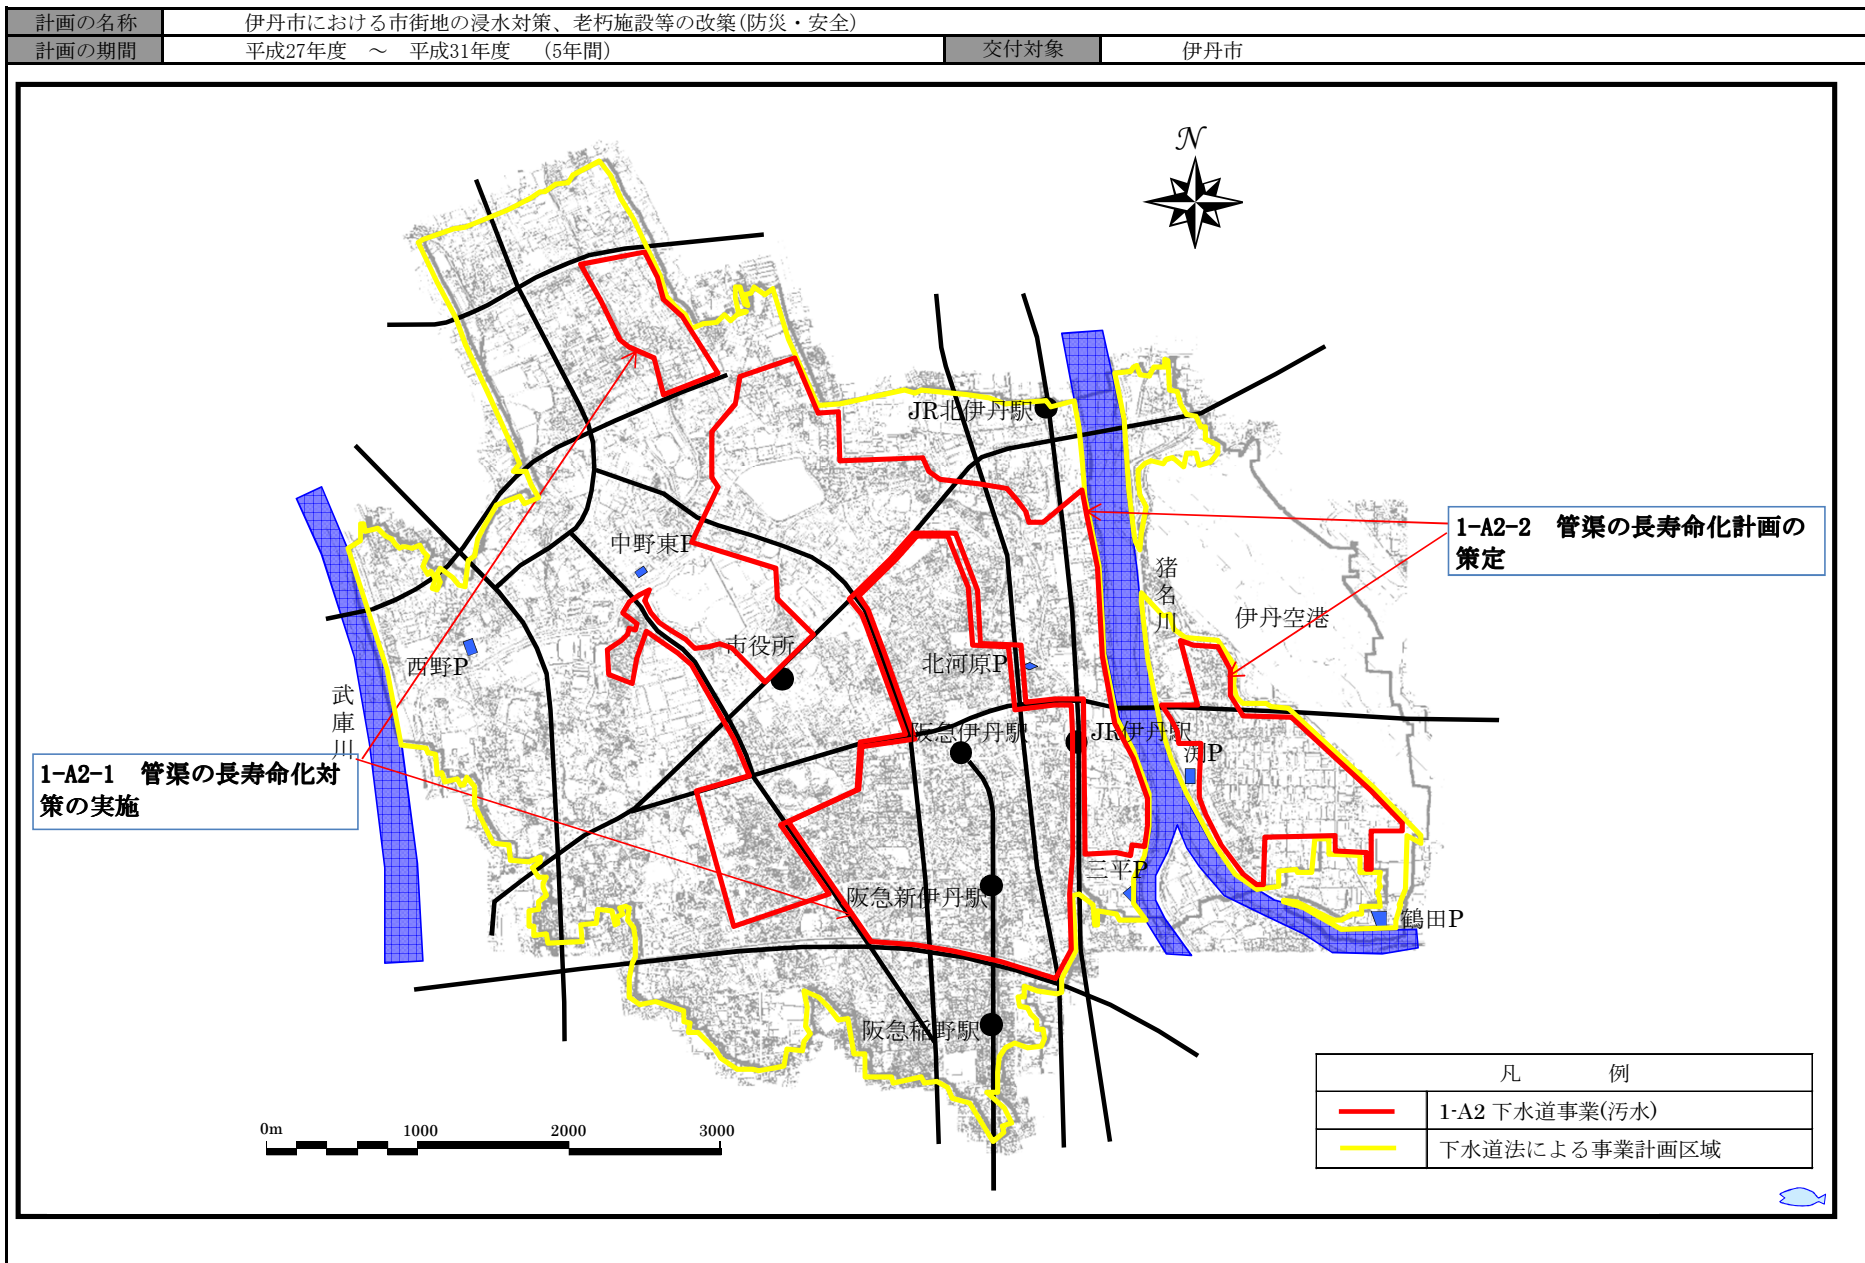 計画の名称 伊丹市における市街地の浸水対策、老朽施設等の改築(防災・安全)
計画の期間 平成27年度 ～ 平成31年度 (5年間) 交付対象 伊丹市
N
JR北伊丹駅
1-A2-2 管渠の長寿命化計画の
策定
中野東P
猪名川
伊丹空港
市役所
西野P
北河原P
武庫川
阪急伊丹駅
JR伊丹駅
渕P
1-A2-1 管渠の長寿命化対
策の実施
三平P
阪急新伊丹駅
鶴田P
阪急稲野駅
凡 例
1-A2 下水道事業(汚水)
下水道法による事業計画区域
0m 1000 2000 3000